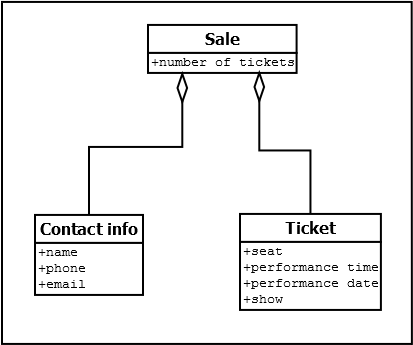 Sale
+number of tickets
Contact info
+name
+phone
+email
Ticket
+seat
+performance time
+performance date
+show